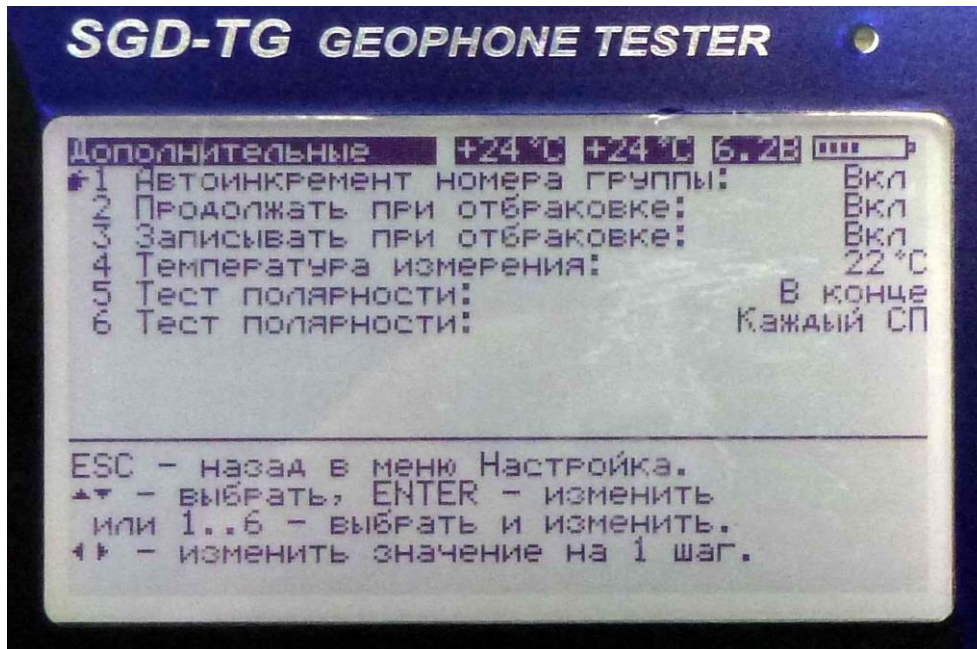 SGD-TG GEOPHONE TESTER
Дополнительные +24°C +24°C 6.2В
1 Автоинкремент номера группы: Вкл
2 Продолжать при отбраковке: Вкл
3 Записывать при отбраковке: Вкл
4 Температура измерения: 22°C
5 Тест полярности: В конце
6 Тест полярности: Каждый СП
ESC - назад в меню Настройка.
▲▼ - выбрать, ENTER - изменить
или 1..6 - выбрать и изменить.
◄► - изменить значение на 1 шаг.